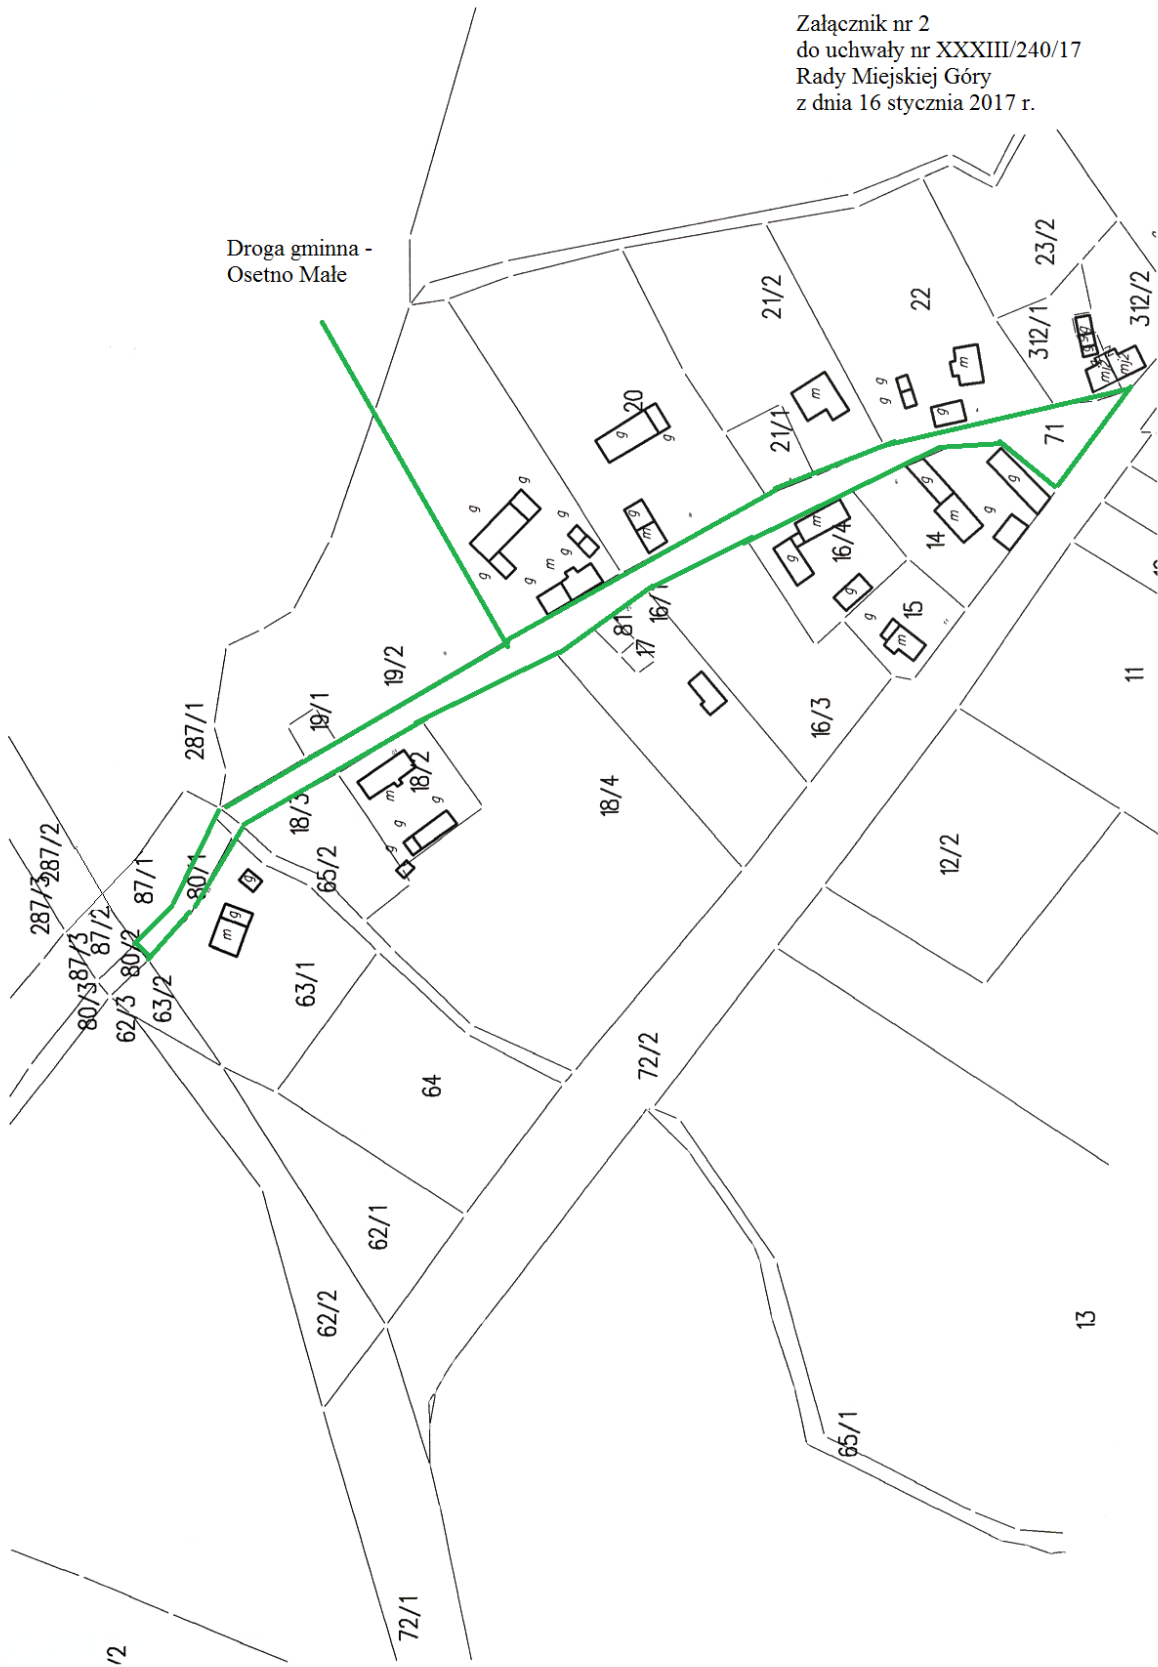 Załącznik nr 2
do uchwały nr XXXIII/240/17
Rady Miejskiej Góry
z dnia 16 stycznia 2017 r.
Droga gminna -
Osetno Małe
23/2
312/2
312/1
22
21/2
21/1
20
71
14
15
16/4
16/1
16/3
81
17
11
12/2
13
18/4
18/2
18/3
19/1
19/2
287/1
287/2
287/3
87/1
87/2
87/3
80/1
80/2
80/3
62/3
63/2
63/1
65/2
64
62/1
62/2
72/2
72/1
65/1
g
g
g
g
g
g
m
g
m
m
g
g
m
g
m
g
g
m
g
g
g
m
m
g
g
g
m
g
g
g
m
g
mj2
mj2